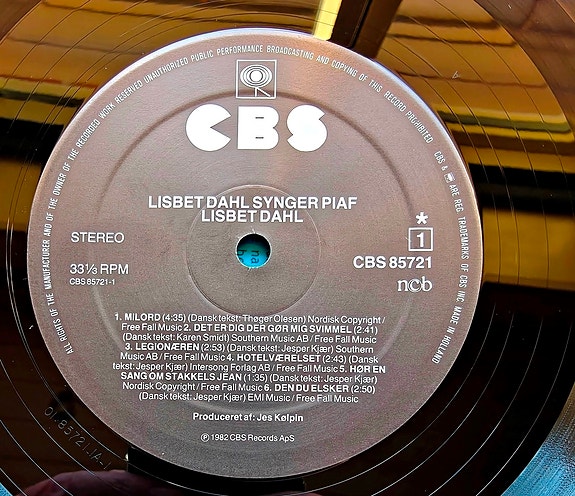 ALL RIGHTS OF THE MANUFACTURER AND OF THE OWNER OF THE RECORDED WORK RESERVED UNAUTHORIZED PUBLIC PERFORMANCE BROADCASTING AND COPYING OF THIS RECORD PROHIBITED CBS & ARE REG. TRADEMARKS OF CBS INC. MADE IN HOLLAND
CBS
LISBET DAHL SYNGER PIAF
LISBET DAHL
STEREO
*
1
33⅓ RPM
CBS 85721
CBS 85721-1
ncb
1. MILORD (4:35) (Dansk tekst: Thøger Olesen) Nordisk Copyright /
Free Fall Music 2. DET ER DIG DER GØR MIG SVIMMEL (2:41)
(Dansk tekst: Karen Smidt) Southern Music AB / Free Fall Music
3. LEGIONÆREN (2:53) (Dansk tekst: Jesper Kjær) Southern
Music AB / Free Fall Music 4. HOTELVÆRELSET (2:43) (Dansk
tekst: Jesper Kjær) Intersong Forlag AB / Free Fall Music 5. HØR EN
SANG OM STAKKELS JEAN (1:35) (Dansk tekst: Jesper Kjær)
Nordisk Copyright / Free Fall Music 6. DEN DU ELSKER (2:50)
(Dansk tekst: Jesper Kjær) EMI Music / Free Fall Music
Produceret af: Jes Kølpin
℗ 1982 CBS Records ApS